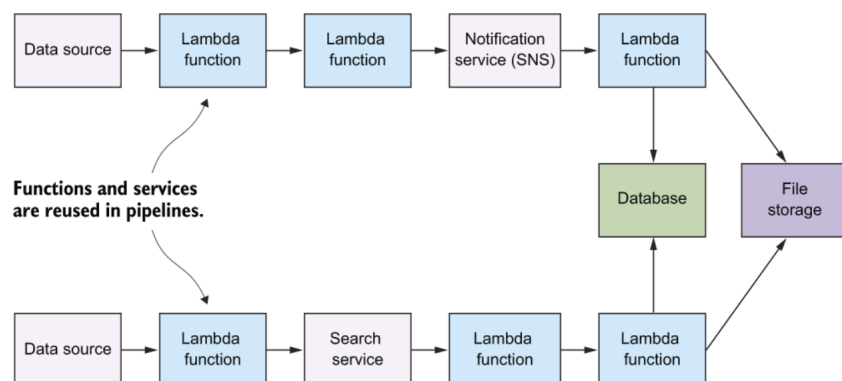 Data source
Lambda
function
Lambda
function
Notification
service (SNS)
Lambda
function
Functions and services
are reused in pipelines.
Database
File
storage
Data source
Lambda
function
Search
service
Lambda
function
Lambda
function